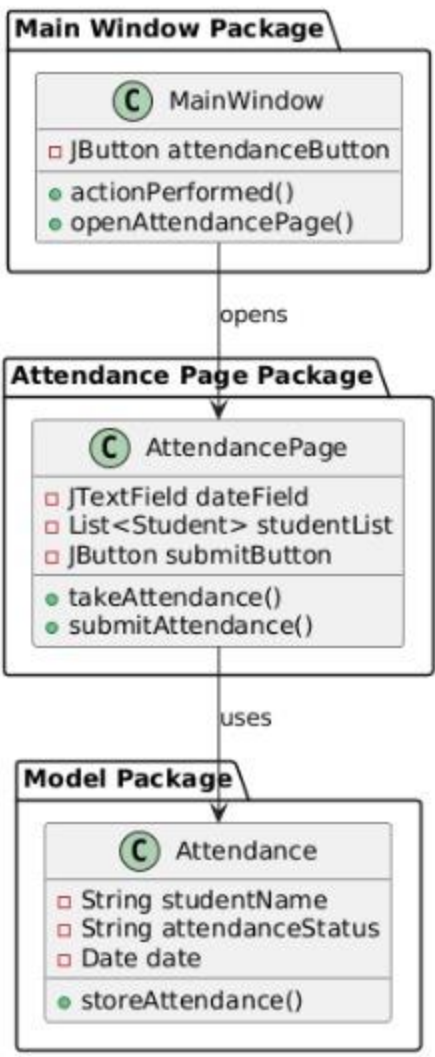 Main Window Package
C MainWindow
JButton attendanceButton
actionPerformed()
openAttendancePage()
opens
Attendance Page Package
C AttendancePage
JTextField dateField
List<Student> studentList
JButton submitButton
takeAttendance()
submitAttendance()
uses
Model Package
C Attendance
String studentName
String attendanceStatus
Date date
storeAttendance()